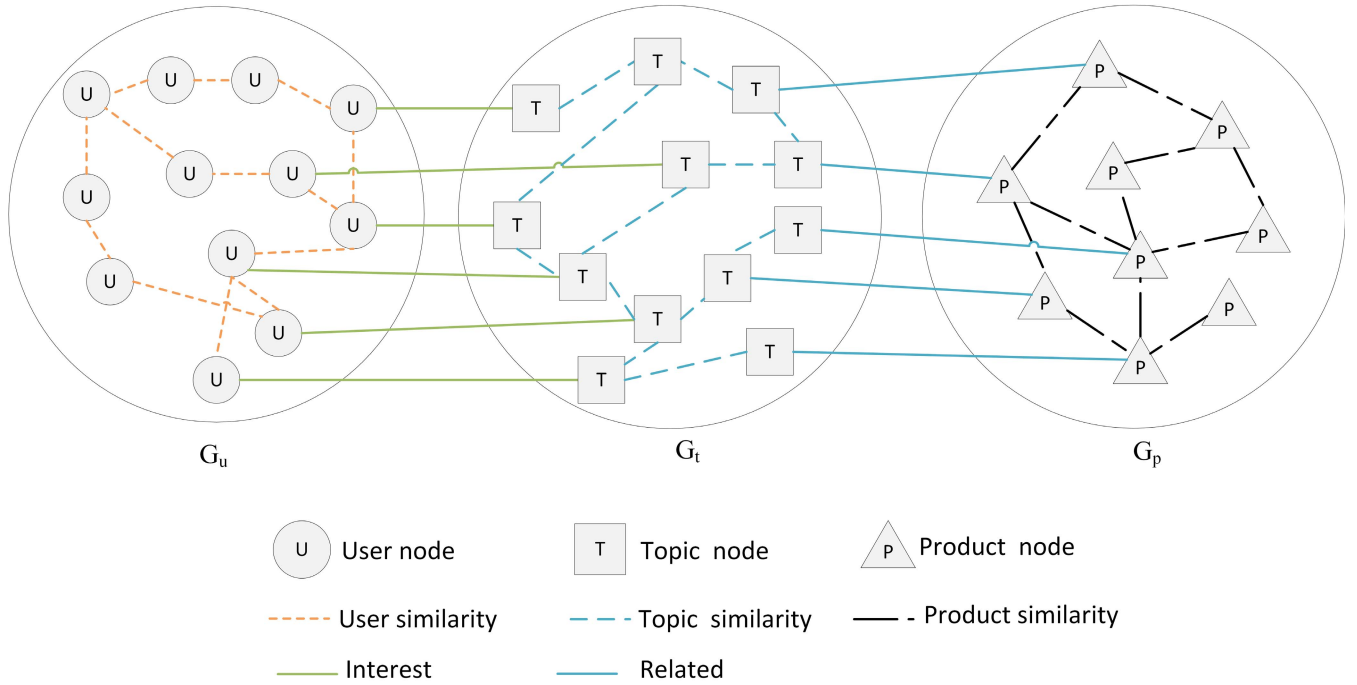 T
P
U U T
U U T
P
U U T T P
P
U
U T T P
U P
U T T
P P
U T
T P
U T
Gu Gt Gp
U User node T Topic node P Product node
User similarity Topic similarity Product similarity
Interest Related